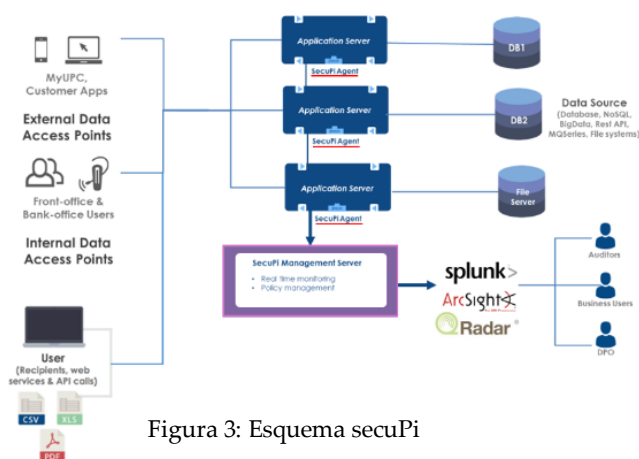 MyUPC,
Customer Apps
External Data
Access Points
Front-office &
Bank-office Users
Internal Data
Access Points
User
(Recipients, web
services & API calls)
CSV
XLS
PDF
Application Server
SecuPi Agent
Application Server
SecuPi Agent
Application Server
SecuPi Agent
DB1
DB2
File
Server
Data Source
(Database, NoSQL,
BigData, Rest API,
MQSeries, File systems)
SecuPi Management Server
• Real time monitoring
• Policy management
splunk>
ArcSight
QRadar
Auditors
Business Users
DPO
Figura 3: Esquema secuPi